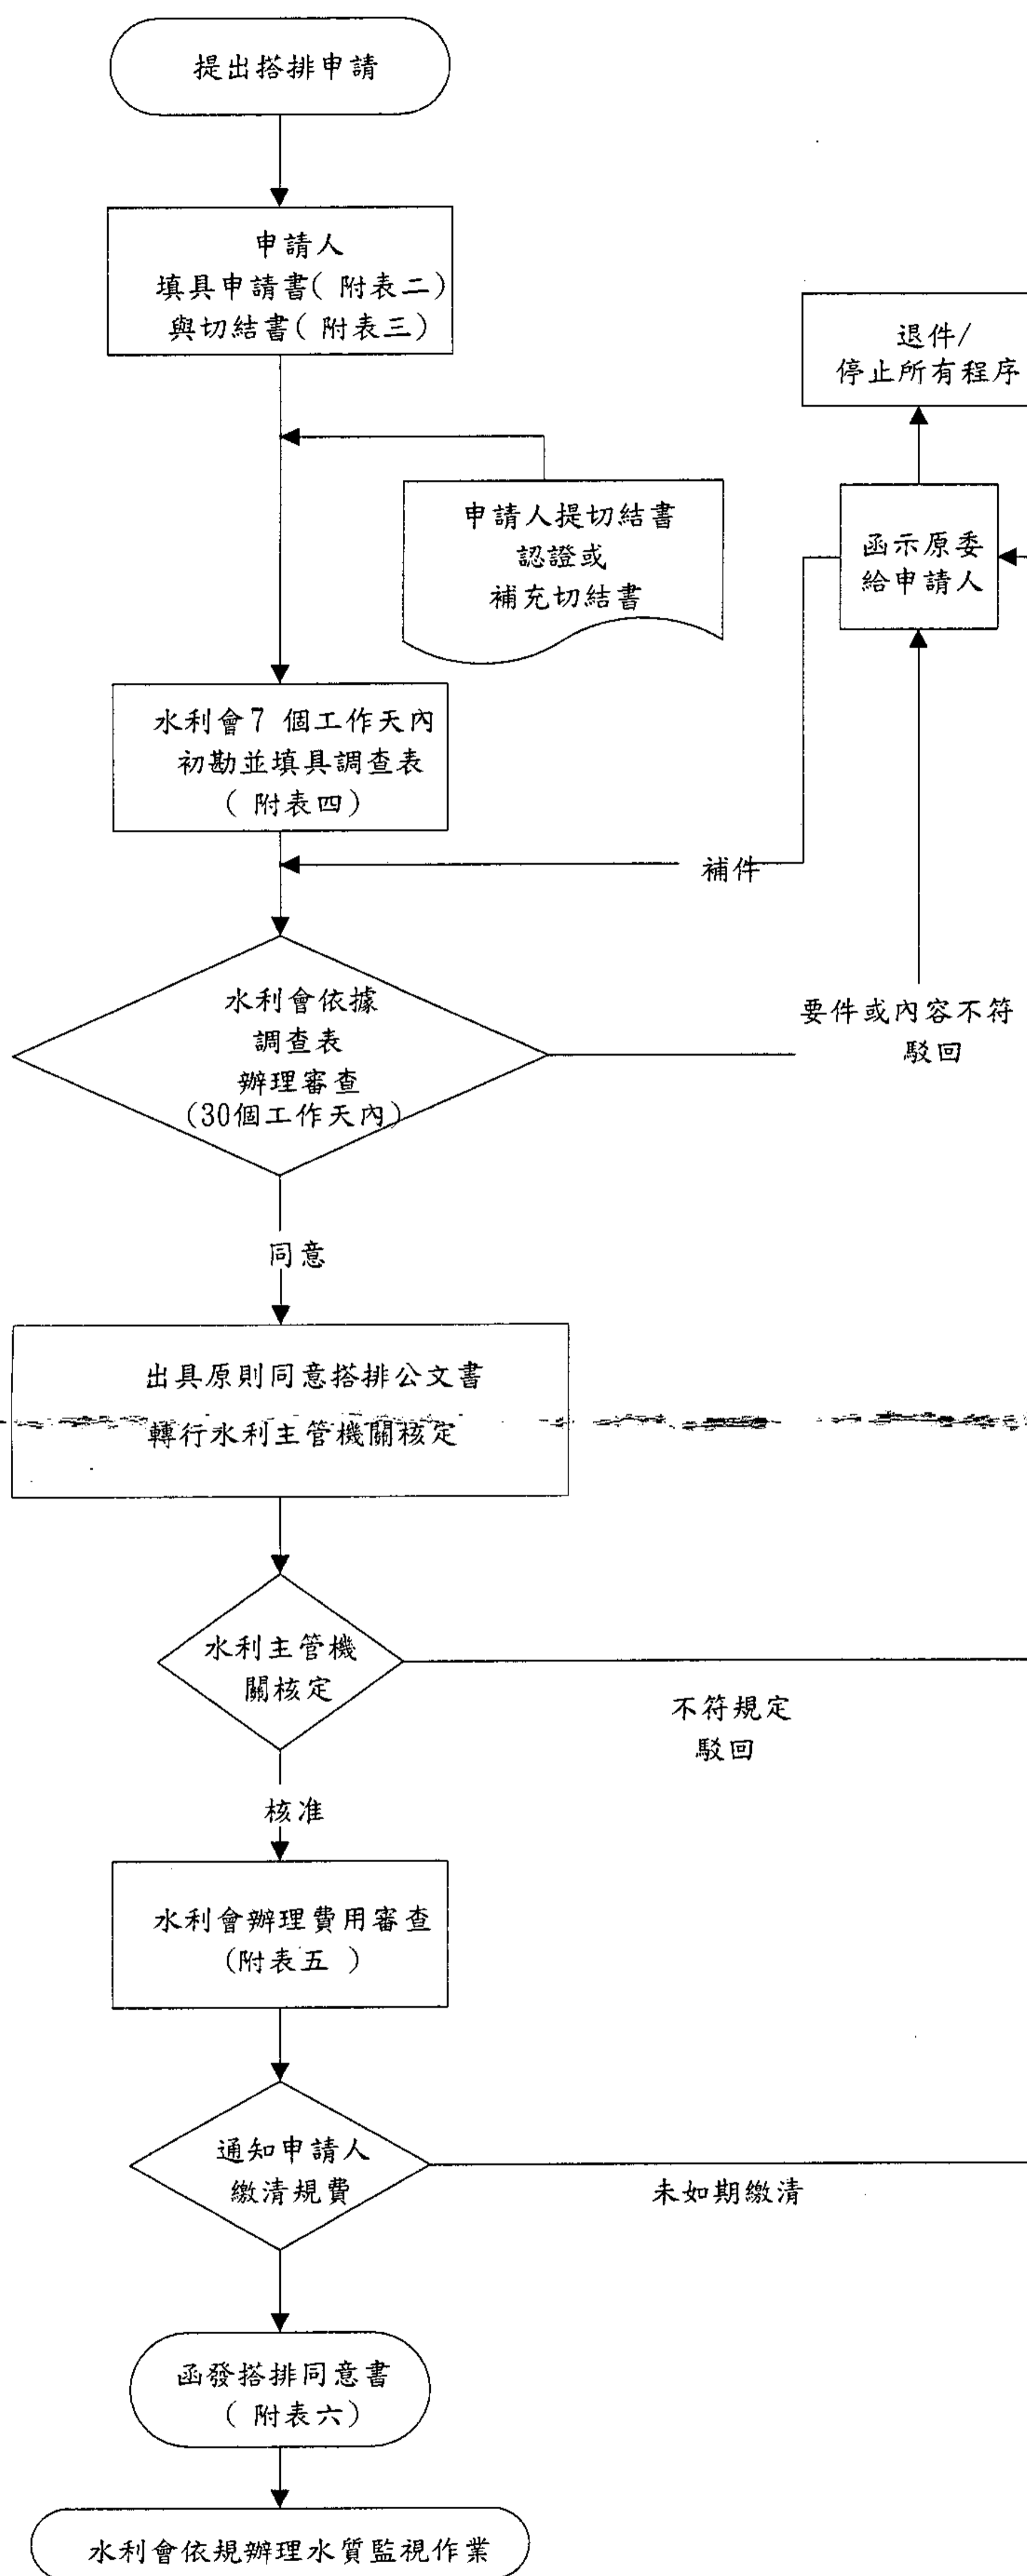 提出搭排申請
申請人
填具申請書( 附表二)
與切結書( 附表三)
退件/
停止所有程序
申請人提切結書
認證或
補充切結書
函示原委
給申請人
水利會7 個工作天內
初勘並填具調查表
( 附表四)
補件
水利會依據
調查表
辦理審查
(30個工作天內)
要件或內容不符
駁回
同意
出具原則同意搭排公文書
轉行水利主管機關核定
水利主管機
關核定
不符規定
駁回
核准
水利會辦理費用審查
(附表五 )
通知申請人
繳清規費
未如期繳清
函發搭排同意書
( 附表六)
水利會依規辦理水質監視作業